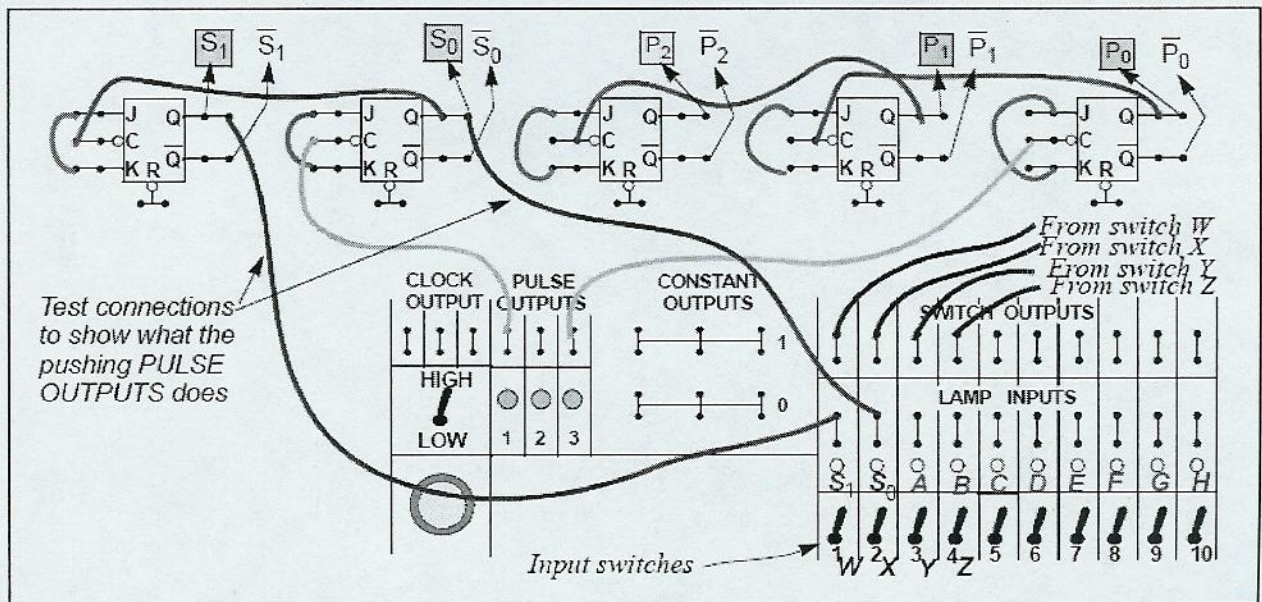 S1 S̅1 S0 S̅0 P2 P̅2 P1 P̅1 P0 P̅0
J Q J Q J Q J Q J Q
C C C C C
K R Q̅ K R Q̅ K R Q̅ K R Q̅ K R Q̅
From switch W
From switch X
From switch Y
From switch Z
Test connections
to show what the
pushing PULSE
OUTPUTS does
CLOCK
OUTPUT
PULSE
OUTPUTS
CONSTANT
OUTPUTS
1
0
SWITCH OUTPUTS
HIGH
LOW
1 2 3
LAMP INPUTS
S1 S0 A B C D E F G H
1 2 3 4 5 6 7 8 9 10
Input switches
W X Y Z